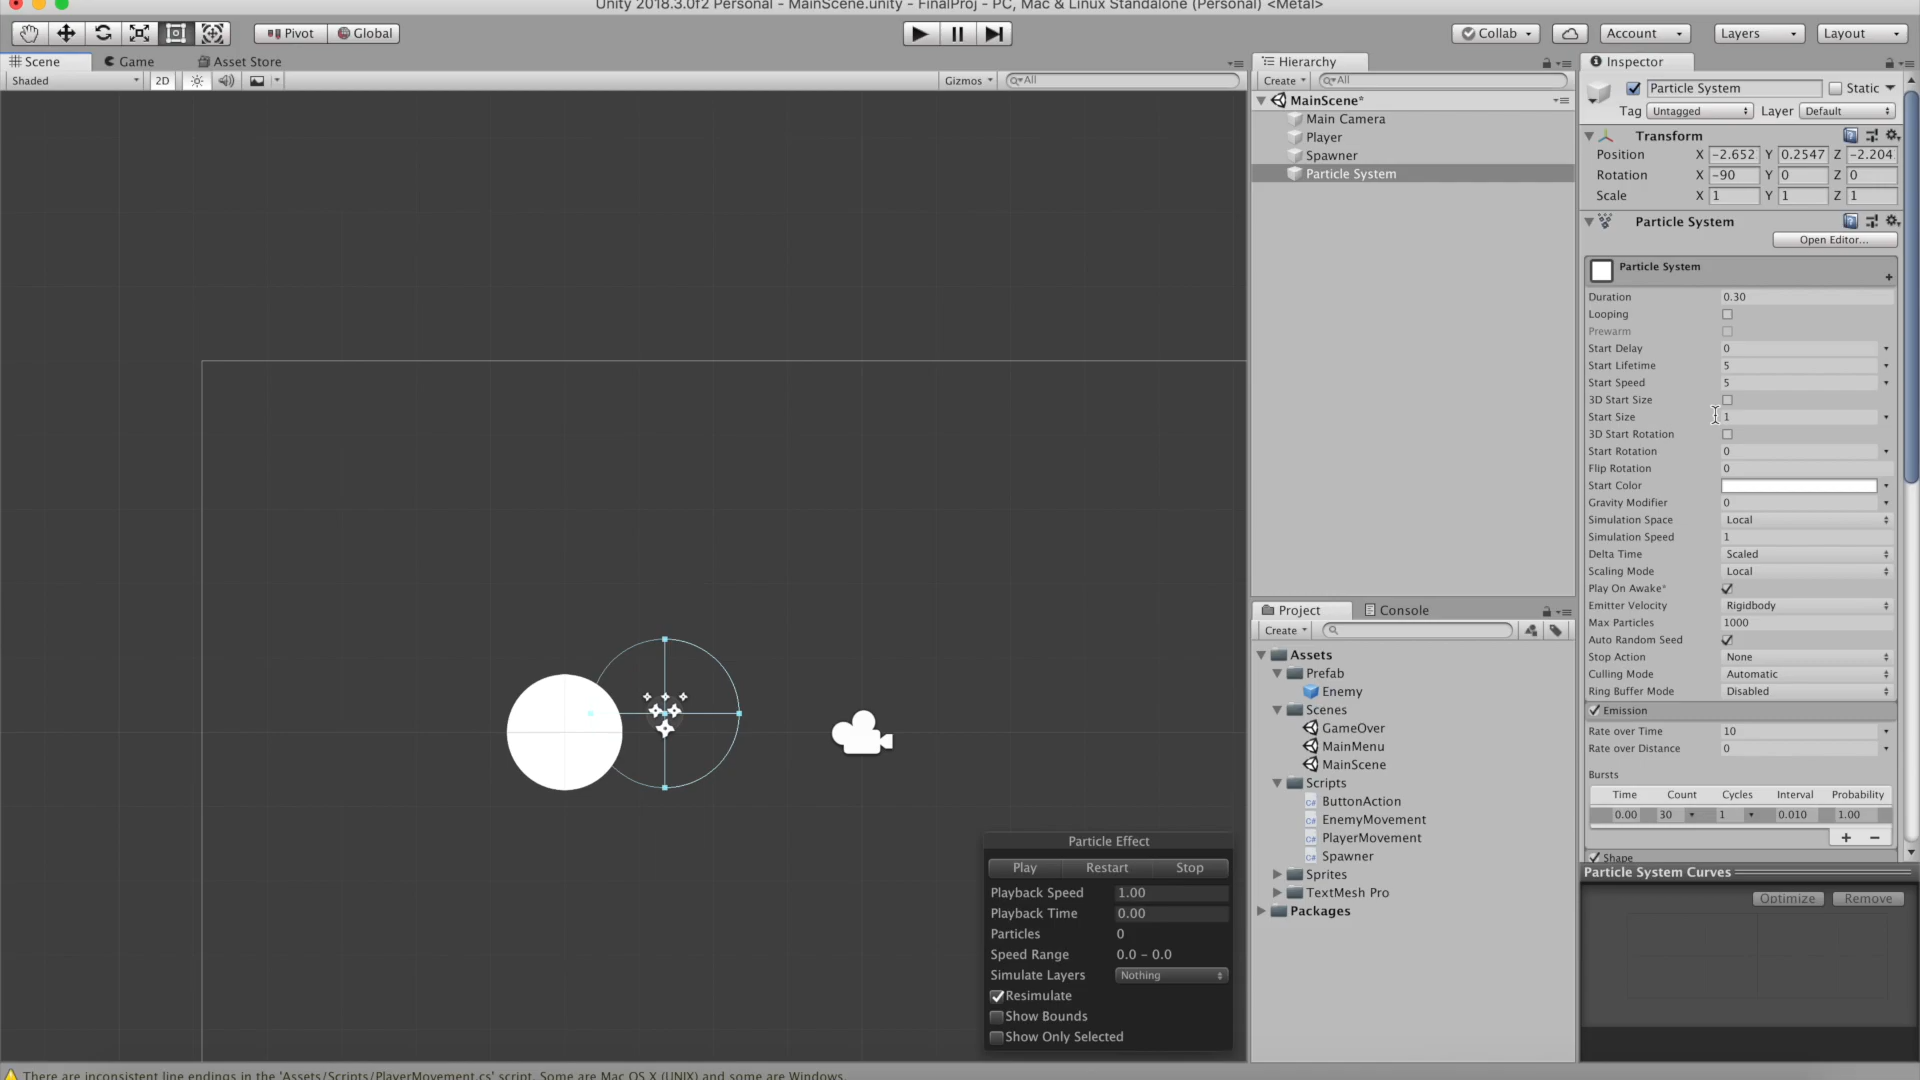 Unity 2018.3.0f2 Personal - MainScene.unity - FinalProj - PC, Mac & Linux Standalone (Personal) <Metal>
Pivot Global Collab Account Layers Layout
Scene Game Asset Store
Shaded 2D Gizmos All
Hierarchy
Create All
MainScene*
Main Camera
Player
Spawner
Particle System
Project Console
Create
Assets
Prefab
Enemy
Scenes
GameOver
MainMenu
MainScene
Scripts
ButtonAction
EnemyMovement
PlayerMovement
Spawner
Sprites
TextMesh Pro
Packages
Inspector
Particle System Static
Tag Untagged Layer Default
Transform
Position X -2.652 Y 0.2547 Z -2.204
Rotation X -90 Y 0 Z 0
Scale X 1 Y 1 Z 1
Particle System
Open Editor...
Particle System
Duration 0.30
Looping
Prewarm
Start Delay 0
Start Lifetime 5
Start Speed 5
3D Start Size
Start Size 1
3D Start Rotation
Start Rotation 0
Flip Rotation 0
Start Color
Gravity Modifier 0
Simulation Space Local
Simulation Speed 1
Delta Time Scaled
Scaling Mode Local
Play On Awake*
Emitter Velocity Rigidbody
Max Particles 1000
Auto Random Seed
Stop Action None
Culling Mode Automatic
Ring Buffer Mode Disabled
Emission
Rate over Time 10
Rate over Distance 0
Bursts
Time Count Cycles Interval Probability
0.00 30 1 0.010 1.00
Shape
Particle System Curves
Optimize Remove
Particle Effect
Play Restart Stop
Playback Speed 1.00
Playback Time 0.00
Particles 0
Speed Range 0.0 - 0.0
Simulate Layers Nothing
Resimulate
Show Bounds
Show Only Selected
There are inconsistent line endings in the 'Assets/Scripts/PlayerMovement.cs' script. Some are Mac OS X (UNIX) and some are Windows.